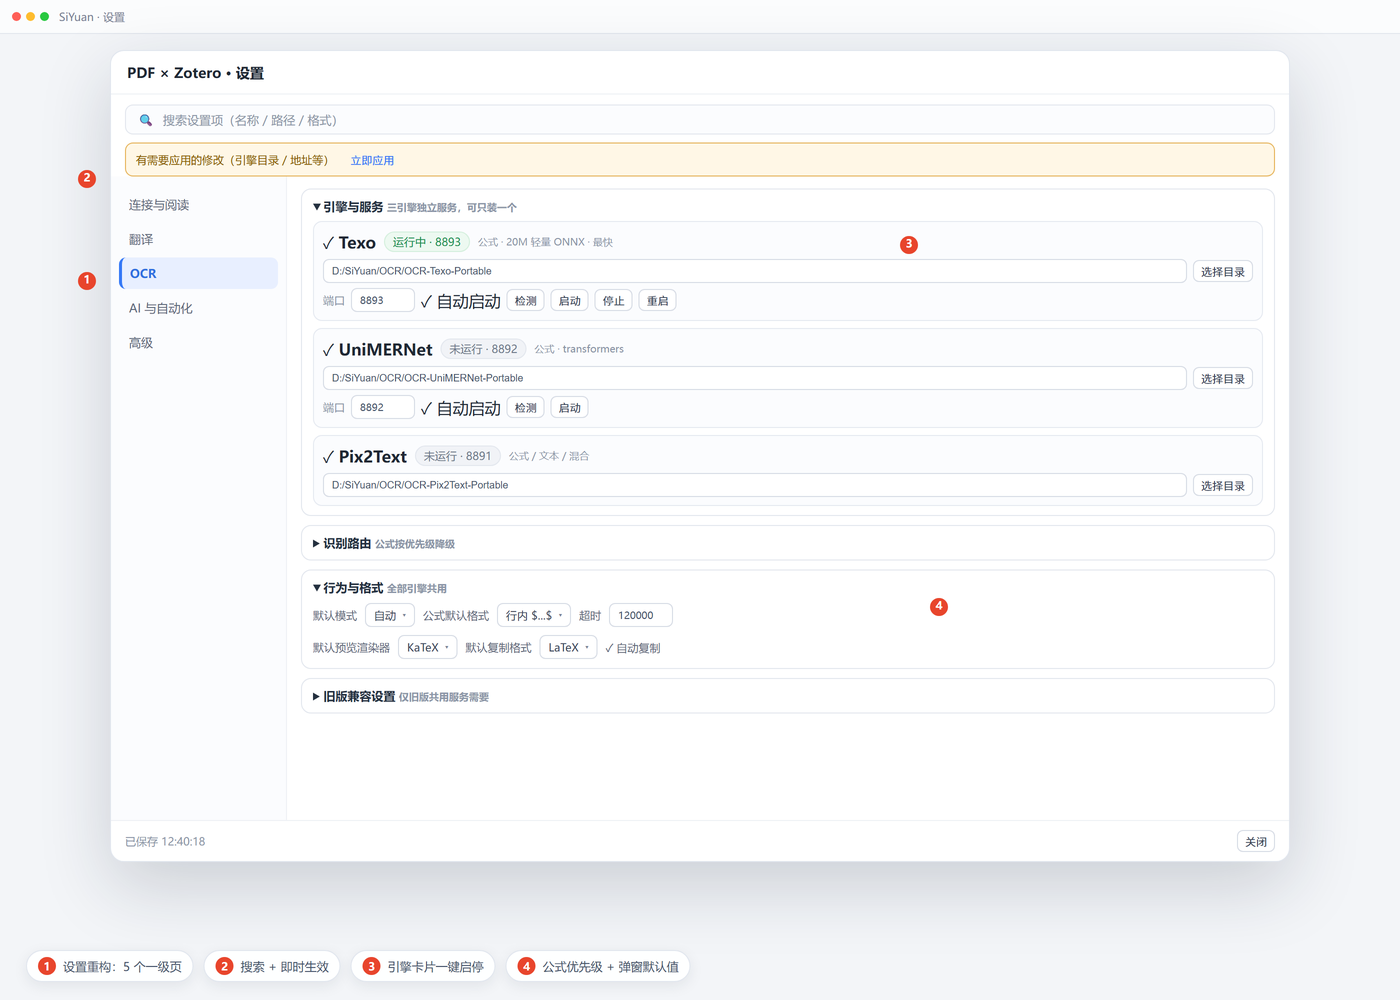 SiYuan · 设置
PDF × Zotero • 设置
搜索设置项（名称 / 路径 / 格式）
有需要应用的修改（引擎目录 / 地址等） 立即应用
2
连接与阅读
翻译
1
OCR
AI 与自动化
高级
▼引擎与服务 三引擎独立服务，可只装一个
✓ Texo 运行中 · 8893 公式 · 20M 轻量 ONNX · 最快
3
D:/SiYuan/OCR/OCR-Texo-Portable 选择目录
端口 8893 ✓ 自动启动 检测 启动 停止 重启
✓ UniMERNet 未运行 · 8892 公式 · transformers
D:/SiYuan/OCR/OCR-UniMERNet-Portable 选择目录
端口 8892 ✓ 自动启动 检测 启动
✓ Pix2Text 未运行 · 8891 公式 / 文本 / 混合
D:/SiYuan/OCR/OCR-Pix2Text-Portable 选择目录
▶ 识别路由 公式按优先级降级
▼行为与格式 全部引擎共用
4
默认模式 自动 公式默认格式 行内 $...$ 超时 120000
默认预览渲染器 KaTeX 默认复制格式 LaTeX ✓ 自动复制
▶ 旧版兼容设置 仅旧版共用服务需要
已保存 12:40:18 关闭
1 设置重构：5 个一级页 2 搜索 + 即时生效 3 引擎卡片一键启停 4 公式优先级 + 弹窗默认值